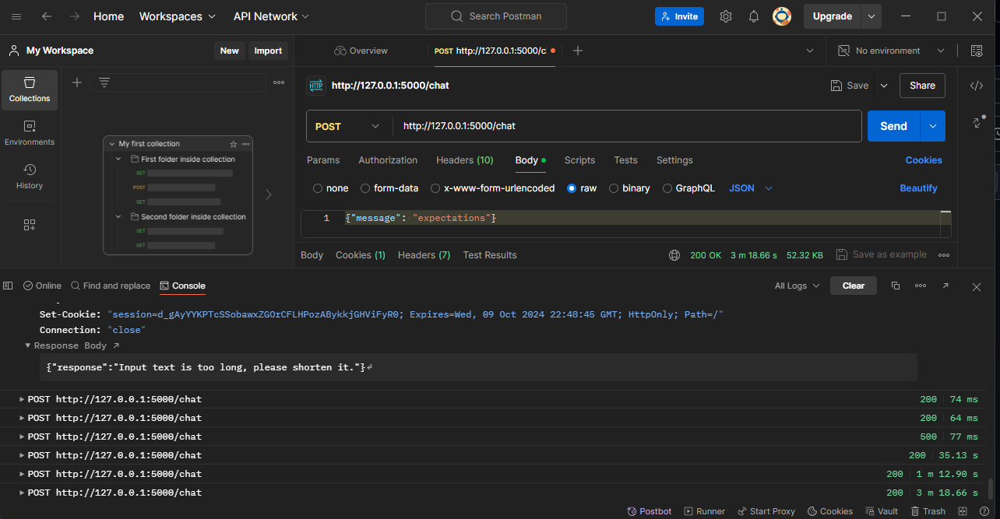 Home Workspaces API Network Search Postman Invite Upgrade
My Workspace New Import Overview POST http://127.0.0.1:5000/c No environment
Collections
Environments
History
My first collection
First folder inside collection
GET
POST
GET
Second folder inside collection
GET
GET
HTTP http://127.0.0.1:5000/chat Save Share
POST http://127.0.0.1:5000/chat Send
Params Authorization Headers (10) Body Scripts Tests Settings Cookies
none form-data x-www-form-urlencoded raw binary GraphQL JSON Beautify
1 {"message": "expectations"}
Body Cookies (1) Headers (7) Test Results 200 OK 3 m 18.66 s 52.32 KB Save as example
Online Find and replace Console All Logs Clear
Set-Cookie: "session=d_gAyYYKPTcSSobawxZGOrCFLHPozABykkjGHViFyR0; Expires=Wed, 09 Oct 2024 22:48:45 GMT; HttpOnly; Path=/"
Connection: "close"
Response Body
{"response":"Input text is too long, please shorten it."}
POST http://127.0.0.1:5000/chat 200 74 ms
POST http://127.0.0.1:5000/chat 200 64 ms
POST http://127.0.0.1:5000/chat 500 77 ms
POST http://127.0.0.1:5000/chat 200 35.13 s
POST http://127.0.0.1:5000/chat 200 1 m 12.90 s
POST http://127.0.0.1:5000/chat 200 3 m 18.66 s
Postbot Runner Start Proxy Cookies Vault Trash